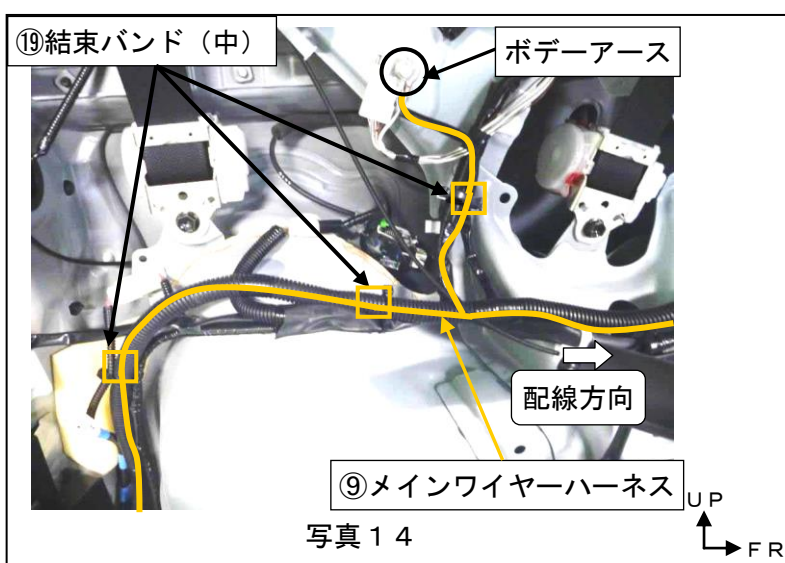 ⑲結束バンド（中）
ボデーアース
配線方向
⑨メインワイヤーハーネス
写真１４
ＵＰ
ＦＲ